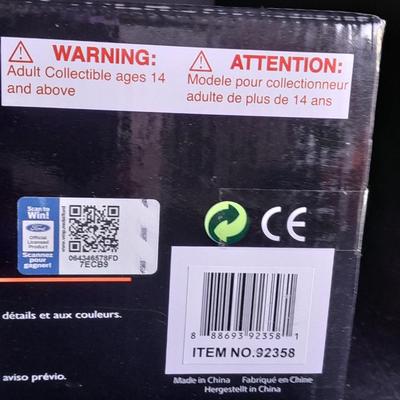 WARNING:
Adult Collectible ages 14
and above
ATTENTION:
Modele pour collectionneur
adulte de plus de 14 ans
Scan to
Win!
Ford
Official
Licensed
Product
Scannez
pour
gagner!
064346578FD
7ECB9
CE
détails et aux couleurs.
8 88693 92358 1
ITEM NO.92358
aviso prévio.
Made in China Fabriqué en Chine
Hergestellt in China